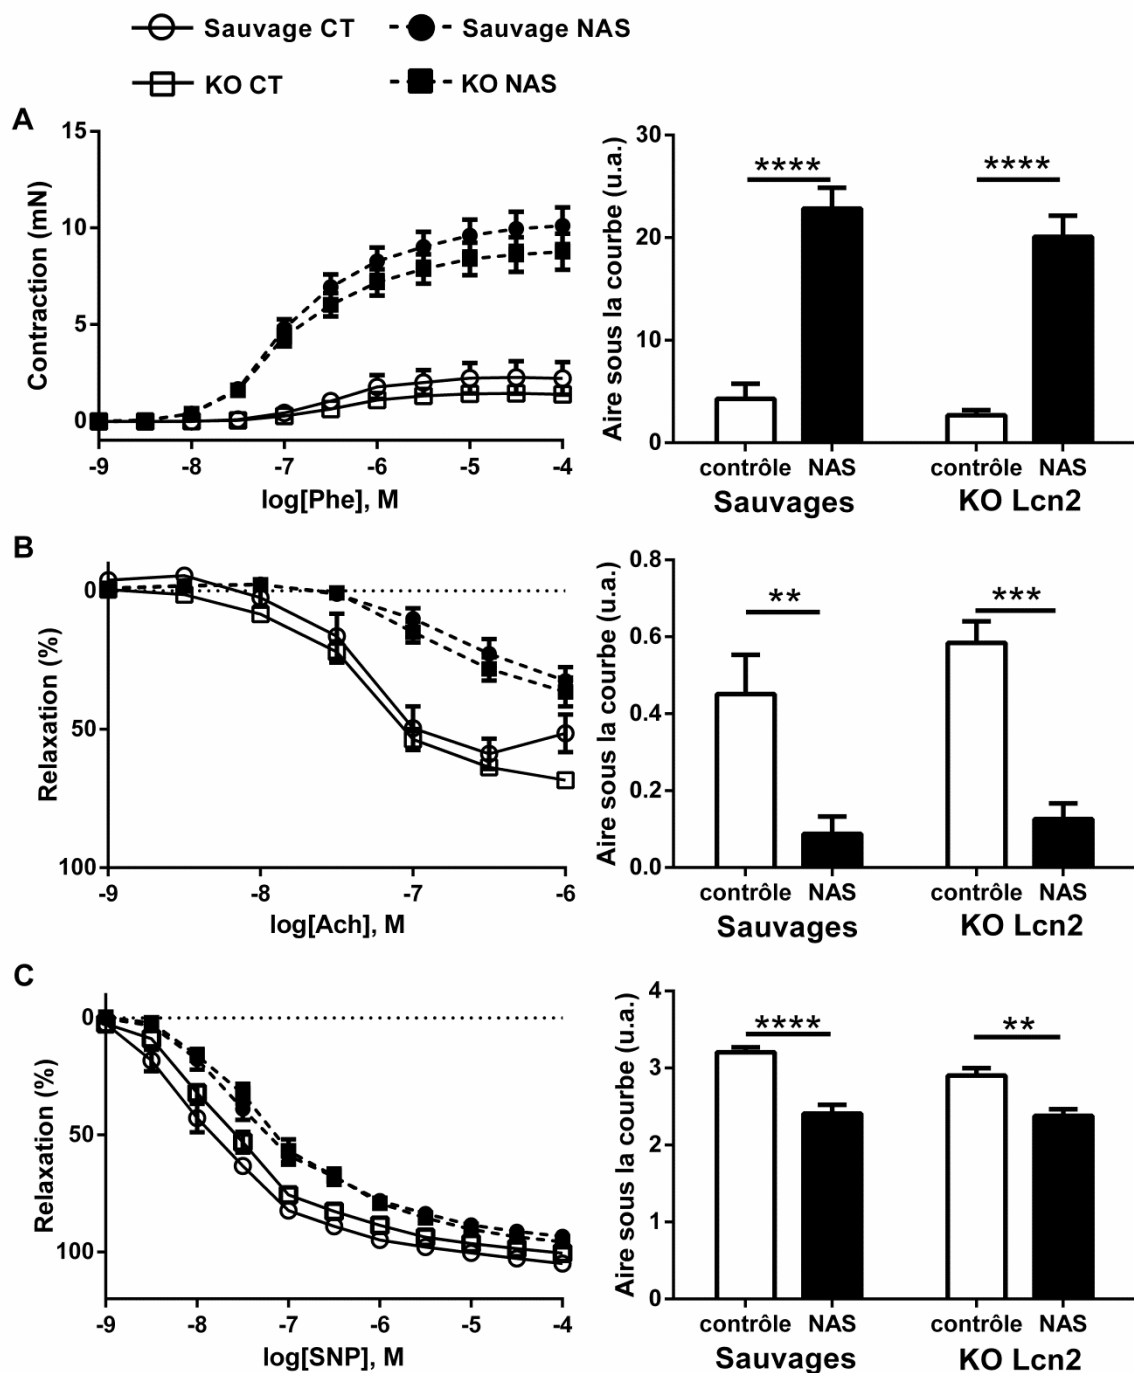 Sauvage CT
Sauvage NAS
KO CT
KO NAS
A
Contraction (mN)
15
10
5
0
-9 -8 -7 -6 -5 -4
log[Phe], M
Aire sous la courbe (u.a.)
30
20
10
0
****
****
contrôle NAS contrôle NAS
Sauvages KO Lcn2
B
Relaxation (%)
0
50
100
-9 -8 -7 -6
log[Ach], M
Aire sous la courbe (u.a.)
0.8
0.6
0.4
0.2
0.0
**
***
contrôle NAS contrôle NAS
Sauvages KO Lcn2
C
Relaxation (%)
0
50
100
-9 -8 -7 -6 -5 -4
log[SNP], M
Aire sous la courbe (u.a.)
4
3
2
1
0
****
**
contrôle NAS contrôle NAS
Sauvages KO Lcn2